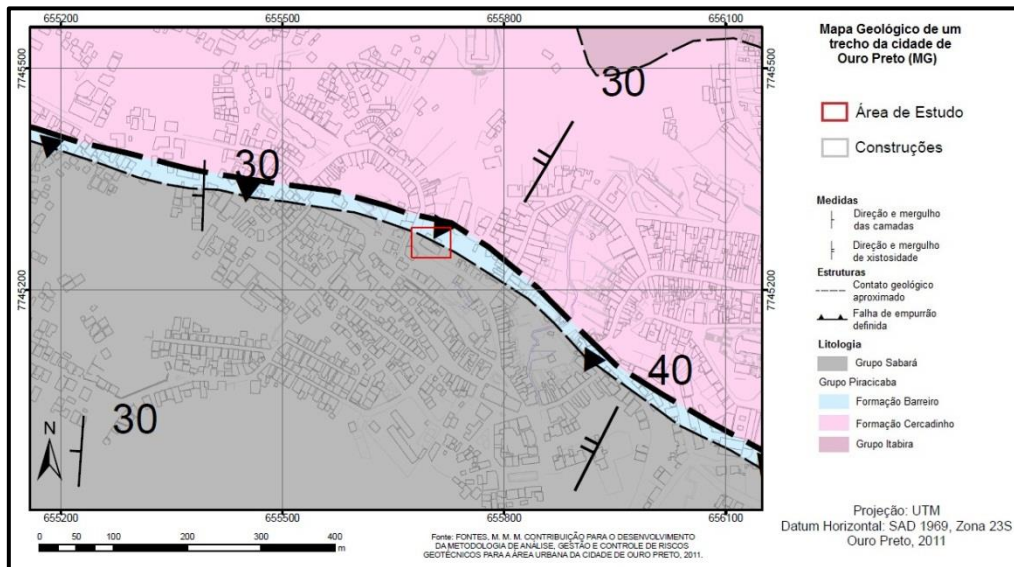 655200 655500 655800 656100
7745500
7745200
7745500
7745200
30
30
40
30
N
655200 655500 655800 656100
0 50 100 200 300 400
m
Fonte: FONTES, M. M. M. CONTRIBUIÇÃO PARA O DESENVOLVIMENTO
DA METODOLOGIA DE ANÁLISE, GESTÃO E CONTROLE DE RISCOS
GEOTÉCNICOS PARA A ÁREA URBANA DA CIDADE DE OURO PRETO, 2011.
Mapa Geológico de um
trecho da cidade de
Ouro Preto (MG)
Área de Estudo
Construções
Medidas
Direção e mergulho
das camadas
Direção e mergulho
de xistosidade
Estruturas
Contato geológico
aproximado
Falha de empurrão
definida
Litologia
Grupo Sabará
Grupo Piracicaba
Formação Barreiro
Formação Cercadinho
Grupo Itabira
Projeção: UTM
Datum Horizontal: SAD 1969, Zona 23S
Ouro Preto, 2011